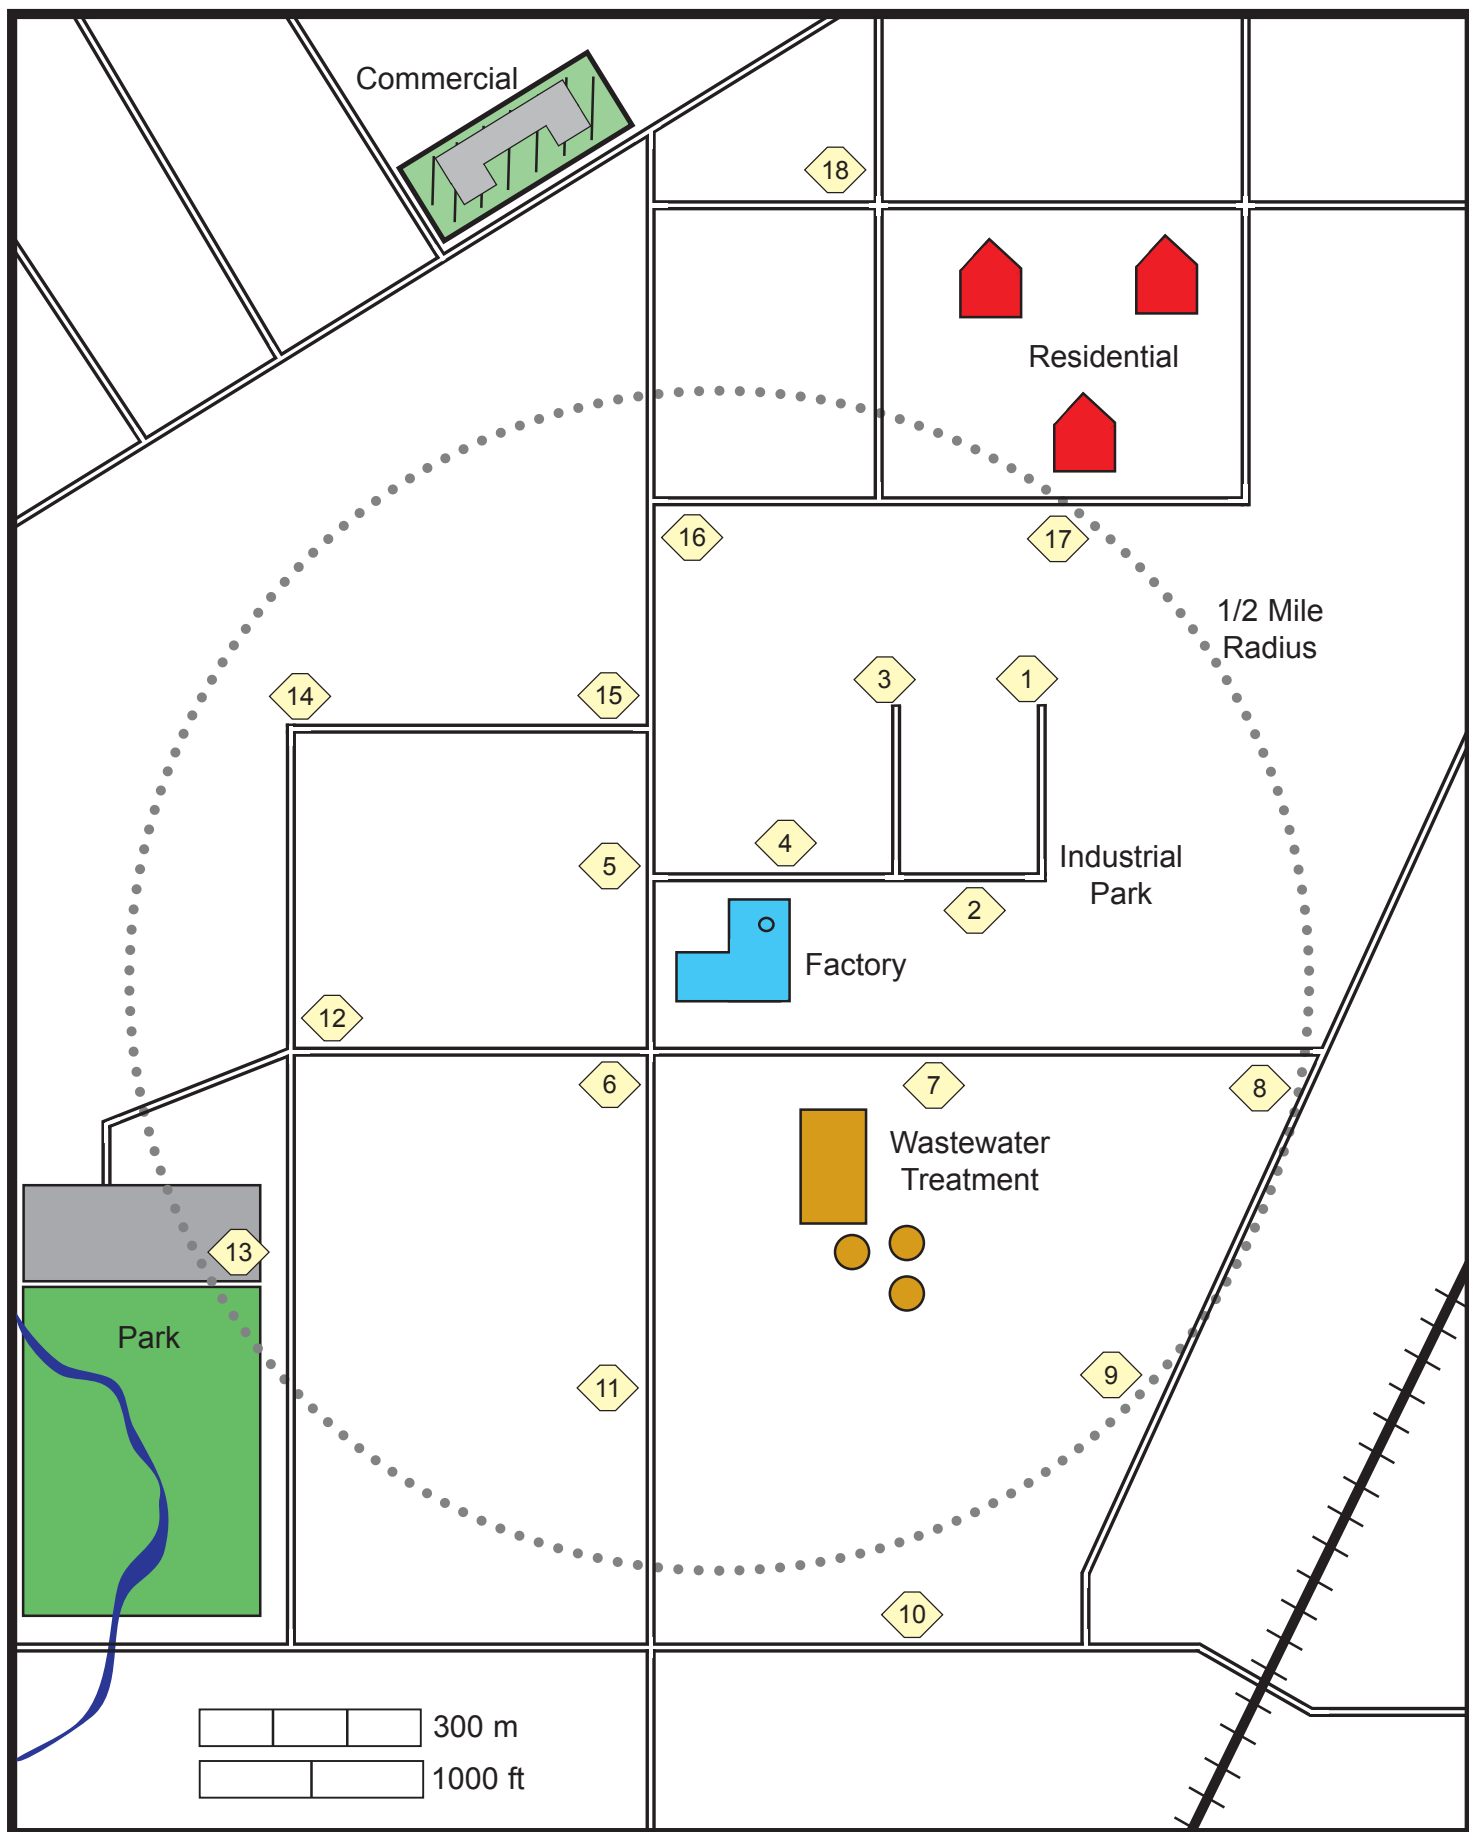 Commercial
18
Residential
16
17
1/2 Mile
Radius
14
15
3
1
5
4
Industrial
Park
2
Factory
12
6
7
8
Wastewater
Treatment
13
Park
11
9
10
300 m
1000 ft